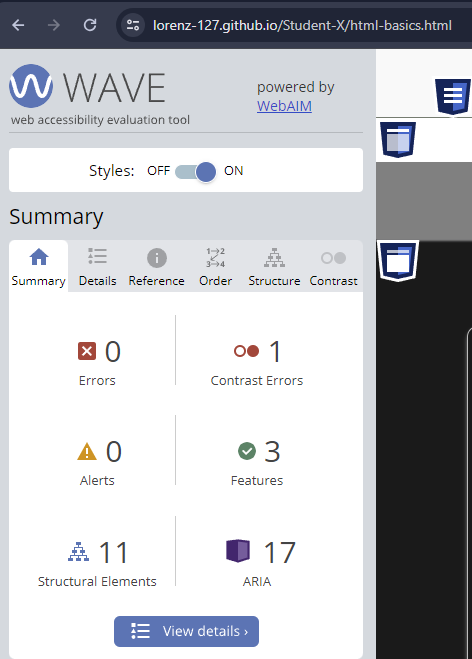 lorenz-127.github.io/Student-X/html-basics.html
WAVE
web accessibility evaluation tool
powered by
WebAIM
Styles: OFF ON
Summary
Summary Details Reference Order Structure Contrast
0
Errors
1
Contrast Errors
0
Alerts
3
Features
11
Structural Elements
17
ARIA
View details ›